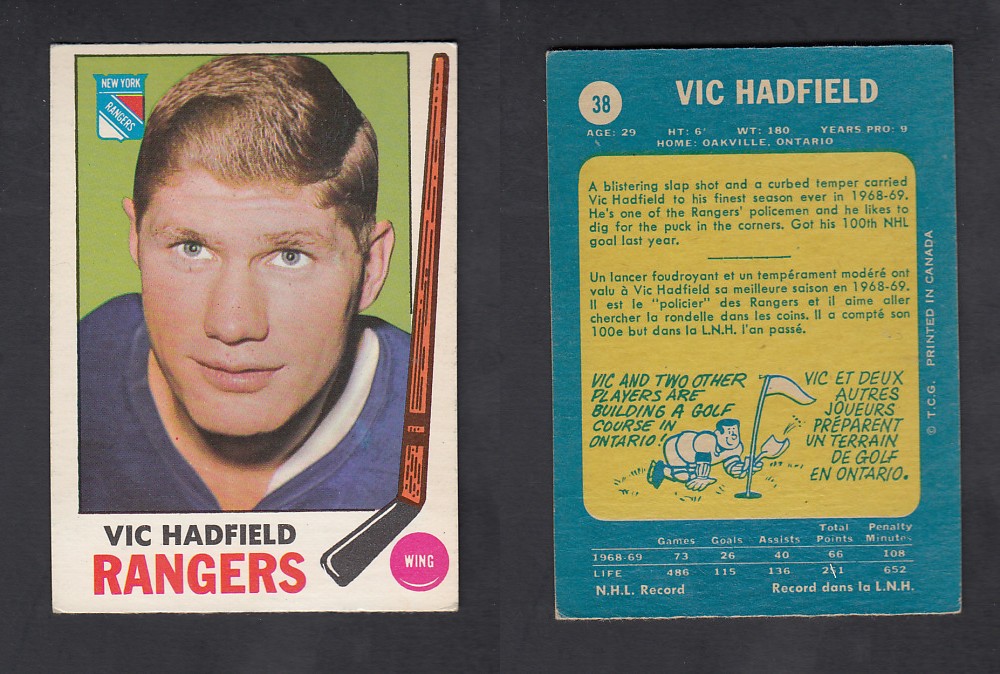 NEW YORK
RANGERS
VIC HADFIELD
RANGERS
WING
38
VIC HADFIELD
AGE: 29 HT: 6' WT: 180 YEARS PRO: 9
HOME: OAKVILLE, ONTARIO
A blistering slap shot and a curbed temper carried
Vic Hadfield to his finest season ever in 1968-69.
He's one of the Rangers' policemen and he likes to
dig for the puck in the corners. Got his 100th NHL
goal last year.
Un lancer foudroyant et un tempérament modéré ont
valu à Vic Hadfield sa meilleure saison en 1968-69.
Il est le "policier" des Rangers et il aime aller
chercher la rondelle dans les coins. Il a compté son
100e but dans la L.N.H. l'an passé.
VIC AND TWO OTHER
PLAYERS ARE
BUILDING A GOLF
COURSE IN
ONTARIO!
VIC ET DEUX
AUTRES
JOUEURS
PRÉPARENT
UN TERRAIN
DE GOLF
EN ONTARIO.
© T.C.G. PRINTED IN CANADA
Total Penalty
Games Goals Assists Points Minutes
1968-69 73 26 40 66 108
LIFE 486 115 136 251 652
N.H.L. Record Record dans la L.N.H.